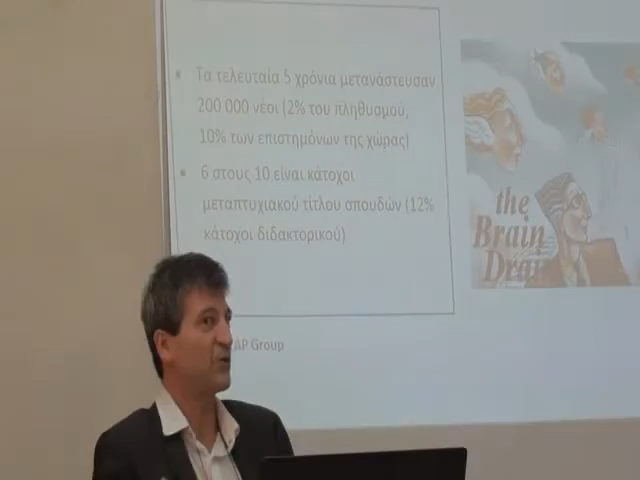 • Τα τελευταία 5 χρόνια μετανάστευσαν
200 000 νέοι (2% του πληθυσμού,
10% των επιστημόνων της χώρας)
• 6 στους 10 είναι κάτοχοι
μεταπτυχιακού τίτλου σπουδών (12%
κάτοχοι διδακτορικού)
the
Brain
Drai
AP Group